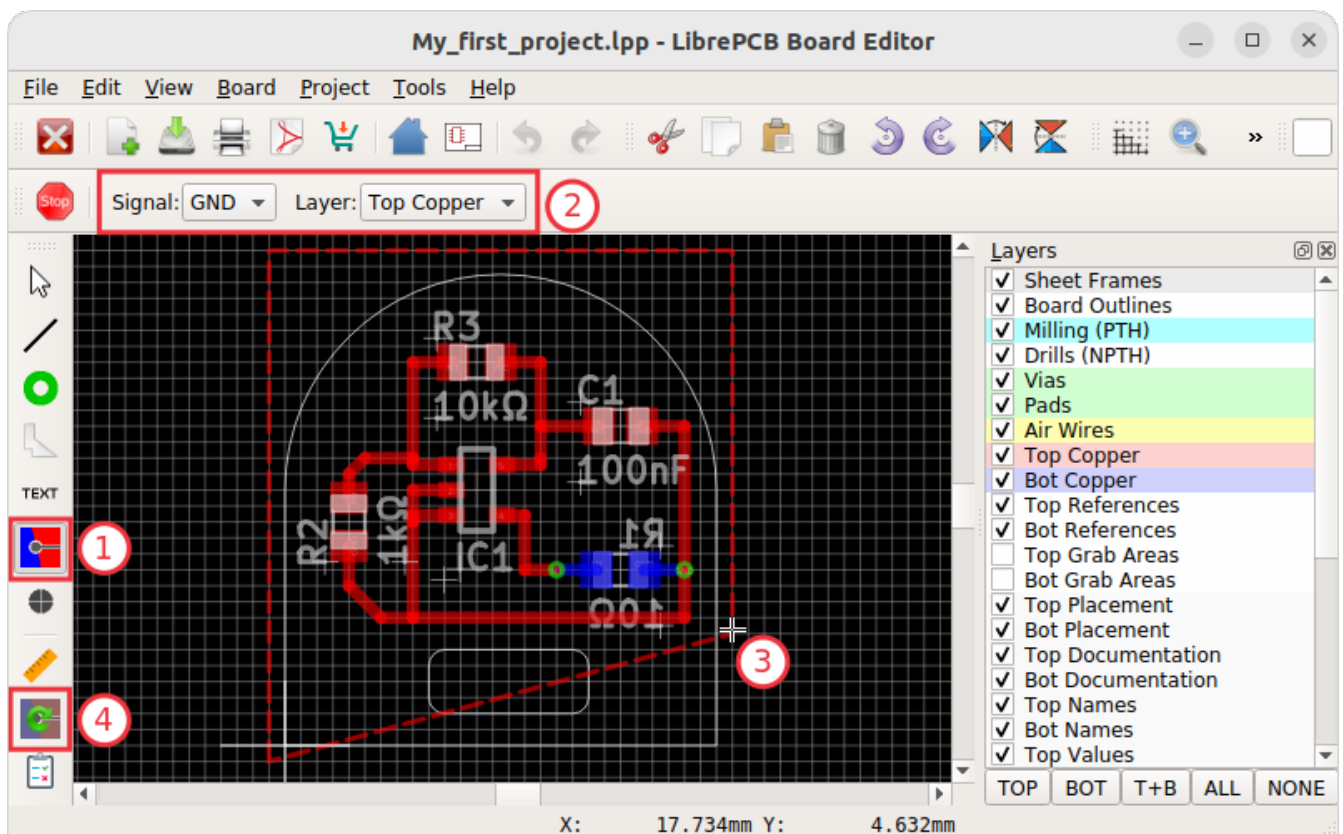 My_first_project.lpp - LibrePCB Board Editor
File Edit View Board Project Tools Help
»
Stop Signal: GND Layer: Top Copper 2
Layers
Sheet Frames
Board Outlines
Milling (PTH)
Drills (NPTH)
Vias
Pads
Air Wires
Top Copper
Bot Copper
Top References
Bot References
Top Grab Areas
Bot Grab Areas
Top Placement
Bot Placement
Top Documentation
Bot Documentation
Top Names
Bot Names
Top Values
TOP BOT T+B ALL NONE
TEXT
1
4
R3
10kΩ
C1
100nF
R2
1kΩ
IC1
R1
10Ω
3
X: 17.734mm Y: 4.632mm